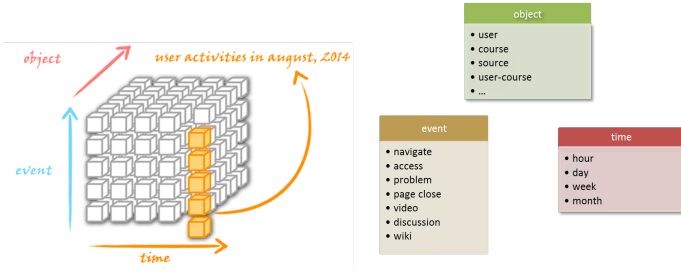 object
user activities in august, 2014
event
time
object
• user
• course
• source
• user-course
• ...
event
• navigate
• access
• problem
• page close
• video
• discussion
• wiki
time
• hour
• day
• week
• month